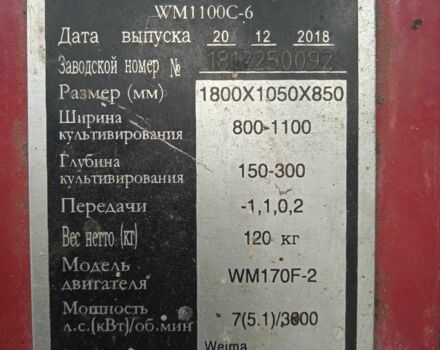 WM1100C-6
Дата выпуска 20 12 2018
Заводской номер № 1812250092
Размер (мм) 1800X1050X850
Ширина
культивирования 800-1100
Глубина
культивирования 150-300
Передачи -1,1,0,2
Вес нетто (кг) 120 кг
Модель
двигателя WM170F-2
Мощность
л.с.(кВт)/об.мин 7(5.1)/3600
Weima